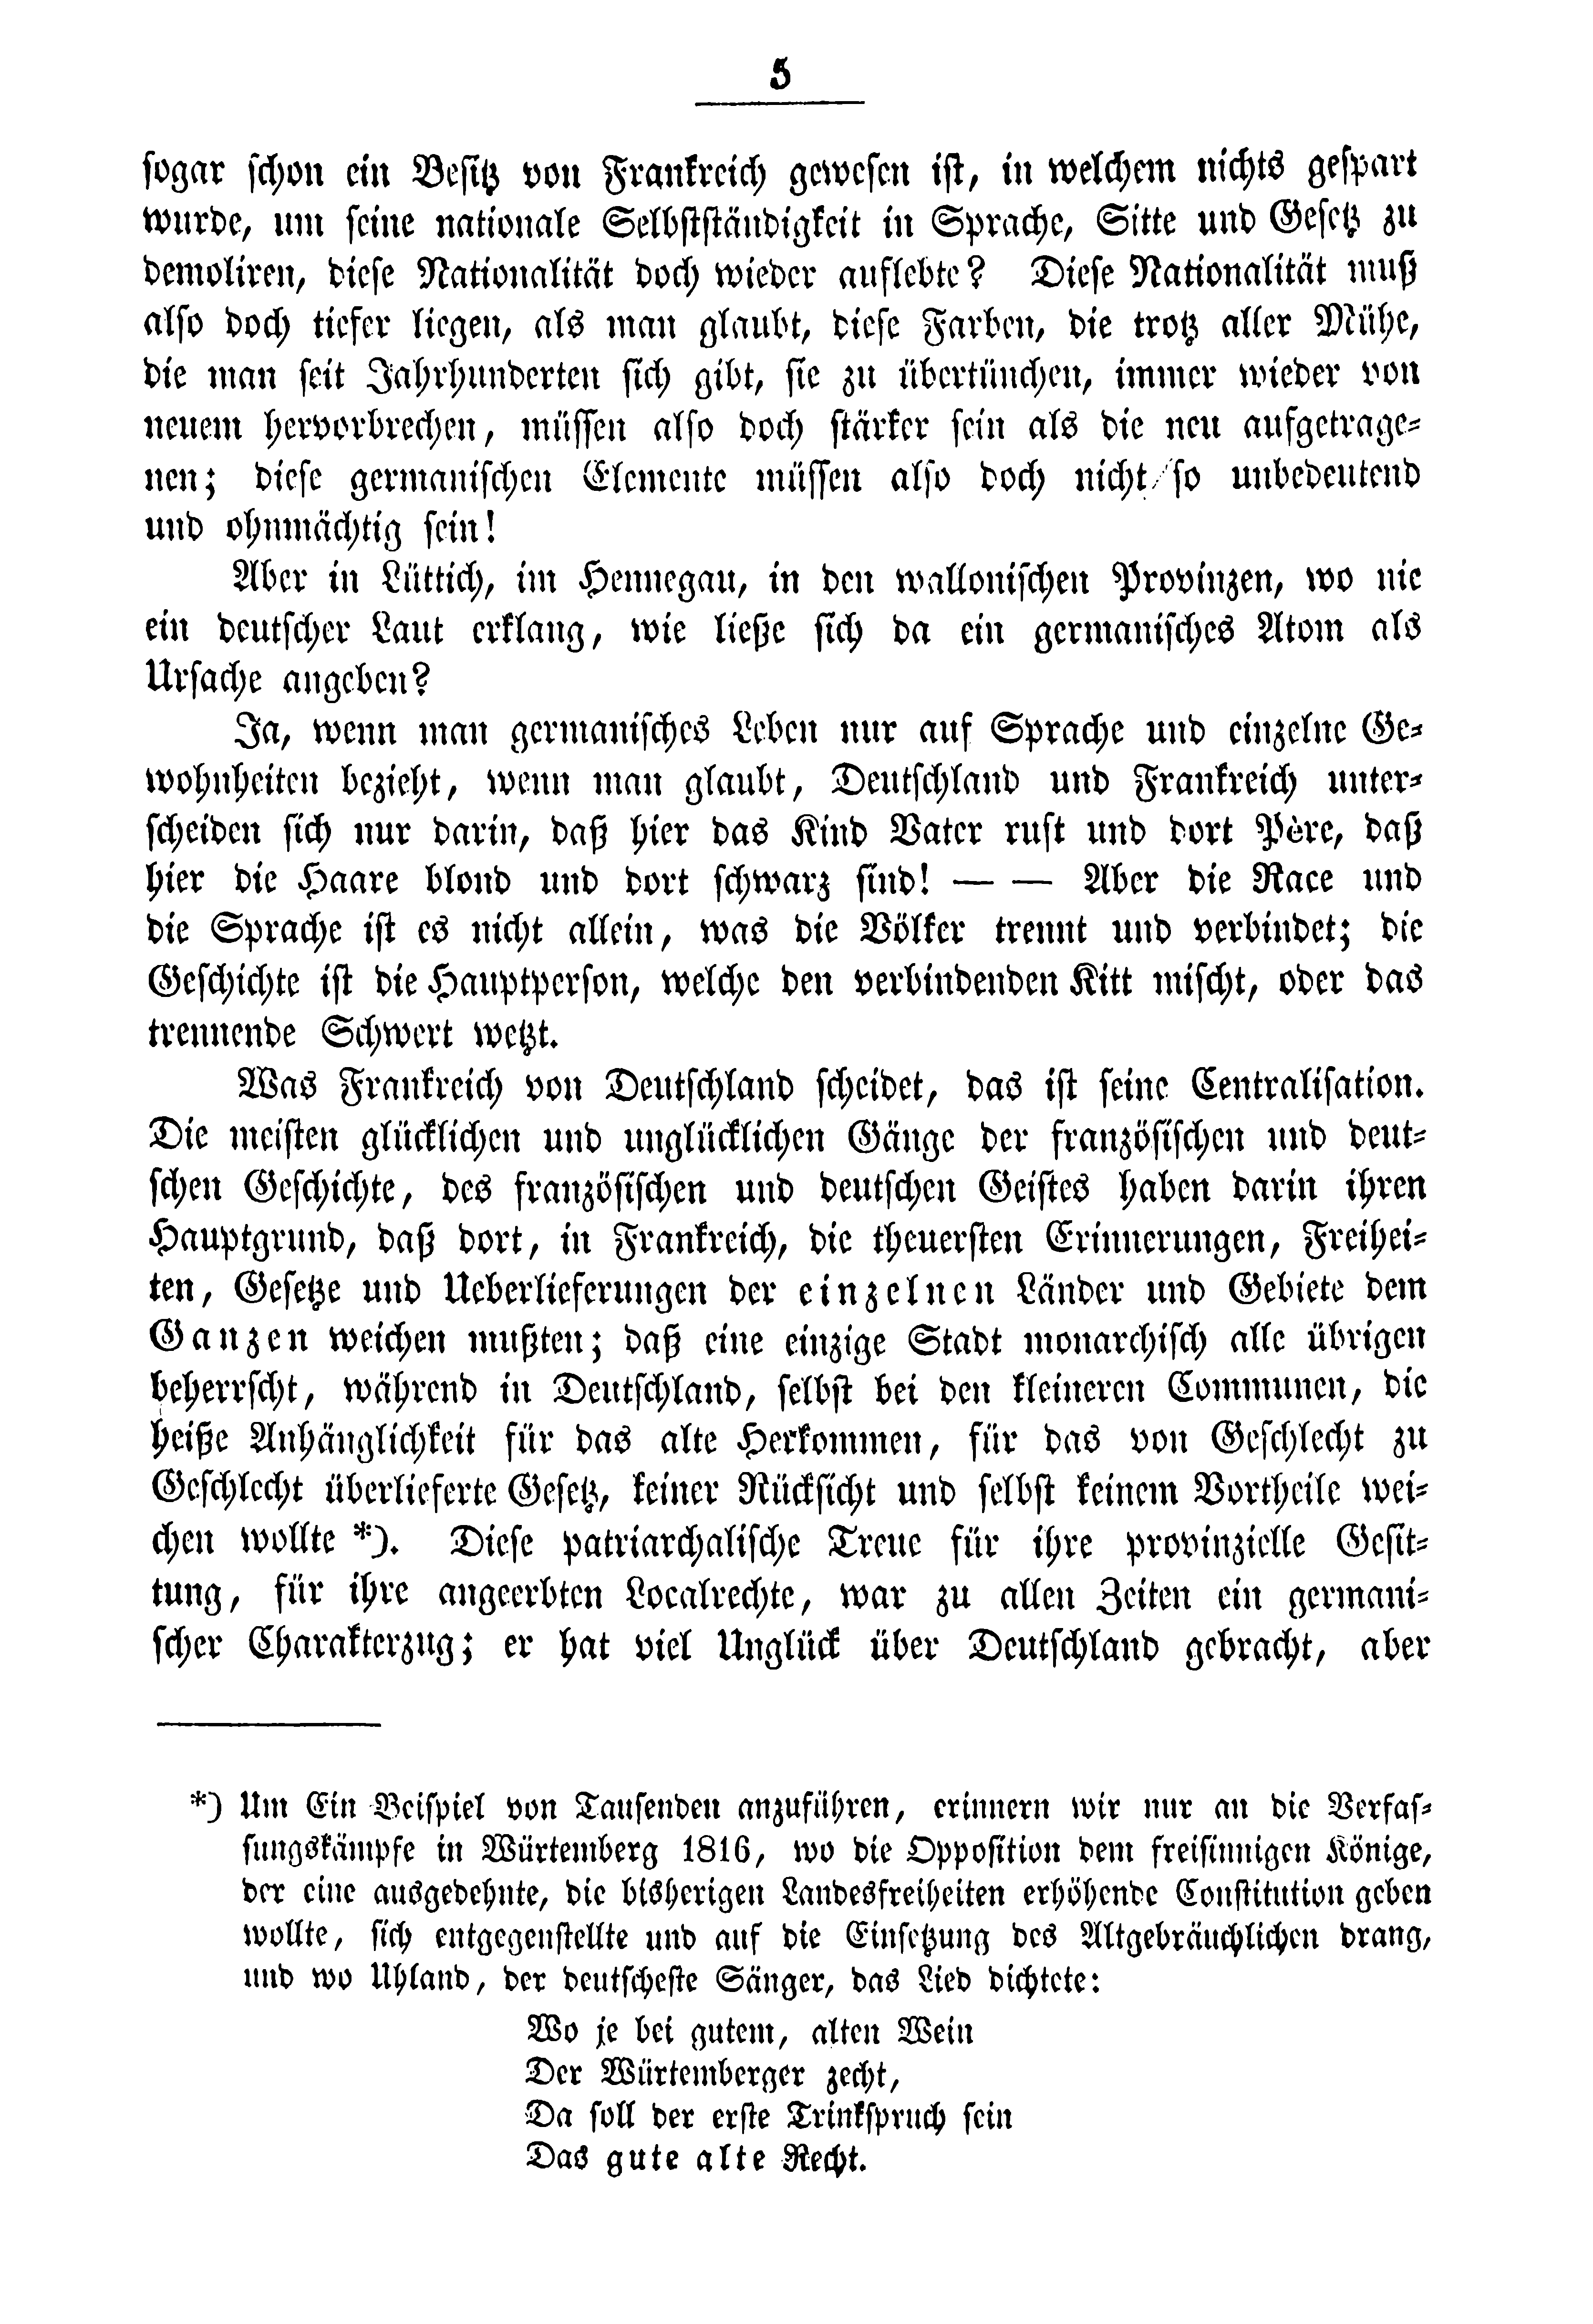 5
sogar schon ein Besitz von Frankreich gewesen ist, in welchem nichts gespart
wurde, um seine nationale Selbstständigkeit in Sprache, Sitte und Gesetz zu
demoliren, diese Nationalität doch wieder auflebte? Diese Nationalität muß
also doch tiefer liegen, als man glaubt, diese Farben, die trotz aller Mühe,
die man seit Jahrhunderten sich gibt, sie zu übertünchen, immer wieder von
neuem hervorbrechen, müssen also doch stärker sein als die neu aufgetrage-
nen; diese germanischen Elemente müssen also doch nicht so unbedeutend
und ohnmächtig sein!
Aber in Lüttich, im Hennegau, in den wallonischen Provinzen, wo nie
ein deutscher Laut erklang, wie ließe sich da ein germanisches Atom als
Ursache angeben?
Ja, wenn man germanisches Leben nur auf Sprache und einzelne Ge-
wohnheiten bezieht, wenn man glaubt, Deutschland und Frankreich unter-
scheiden sich nur darin, daß hier das Kind Vater ruft und dort Père, daß
hier die Haare blond und dort schwarz sind! — — Aber die Race und
die Sprache ist es nicht allein, was die Völker trennt und verbindet; die
Geschichte ist die Hauptperson, welche den verbindenden Kitt mischt, oder das
trennende Schwert wetzt.
Was Frankreich von Deutschland scheidet, das ist seine Centralisation.
Die meisten glücklichen und unglücklichen Gänge der französischen und deut-
schen Geschichte, des französischen und deutschen Geistes haben darin ihren
Hauptgrund, daß dort, in Frankreich, die theuersten Erinnerungen, Freihei-
ten, Gesetze und Ueberlieferungen der einzelnen Länder und Gebiete dem
Ganzen weichen mußten; daß eine einzige Stadt monarchisch alle übrigen
beherrscht, während in Deutschland, selbst bei den kleineren Communen, die
heiße Anhänglichkeit für das alte Herkommen, für das von Geschlecht zu
Geschlecht überlieferte Gesetz, keiner Rücksicht und selbst keinem Vortheile wei-
chen wollte *). Diese patriarchalische Treue für ihre provinzielle Gesit-
tung, für ihre angeerbten Localrechte, war zu allen Zeiten ein germani-
scher Charakterzug; er hat viel Unglück über Deutschland gebracht, aber
*) Um Ein Beispiel von Tausenden anzuführen, erinnern wir nur an die Verfas-
sungskämpfe in Würtemberg 1816, wo die Opposition dem freisinnigen Könige,
der eine ausgedehnte, die bisherigen Landesfreiheiten erhöhende Constitution geben
wollte, sich entgegenstellte und auf die Einsetzung des Altgebräuchlichen drang,
und wo Uhland, der deutscheste Sänger, das Lied dichtete:
Wo je bei gutem, alten Wein
Der Würtemberger zecht,
Da soll der erste Trinkspruch sein
Das gute alte Recht.